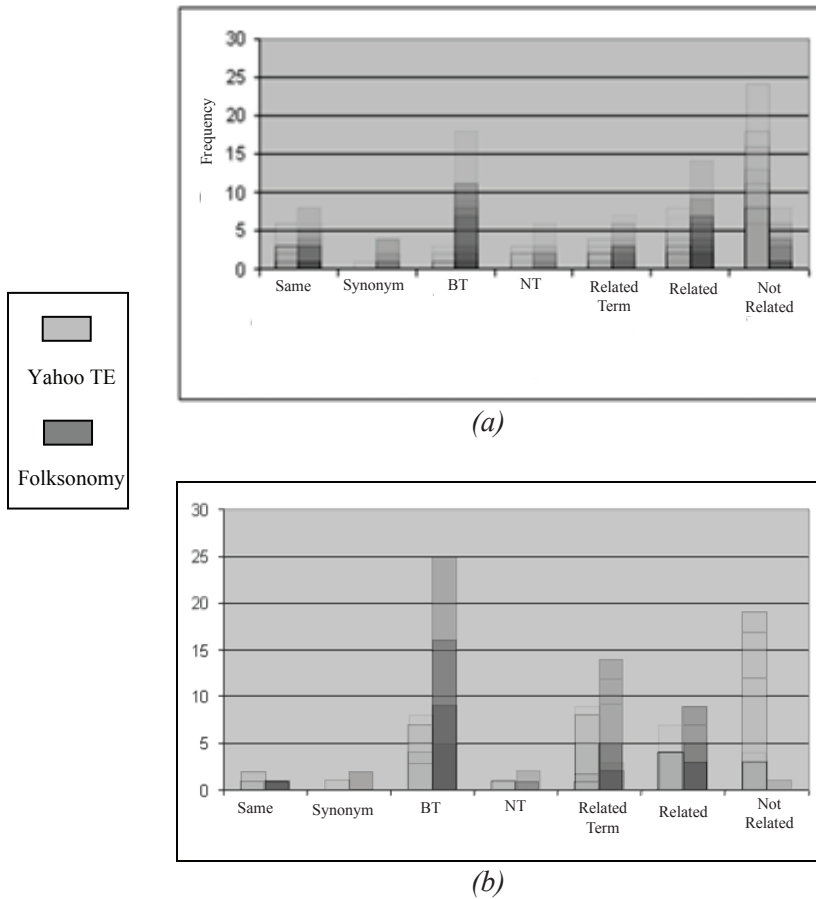 30
25
20
15
10
5
0
Frequency
Same Synonym BT NT Related Term Related Not Related
(a)
Yahoo TE
Folksonomy
30
25
20
15
10
5
0
Same Synonym BT NT Related Term Related Not Related
(b)